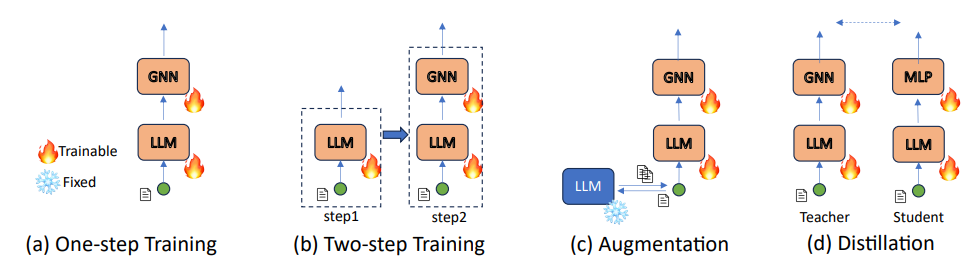 GNN
LLM
Trainable
Fixed
(a) One-step Training
LLM
step1
GNN
LLM
step2
(b) Two-step Training
GNN
LLM
LLM
(c) Augmentation
GNN
LLM
Teacher
MLP
LLM
Student
(d) Distillation